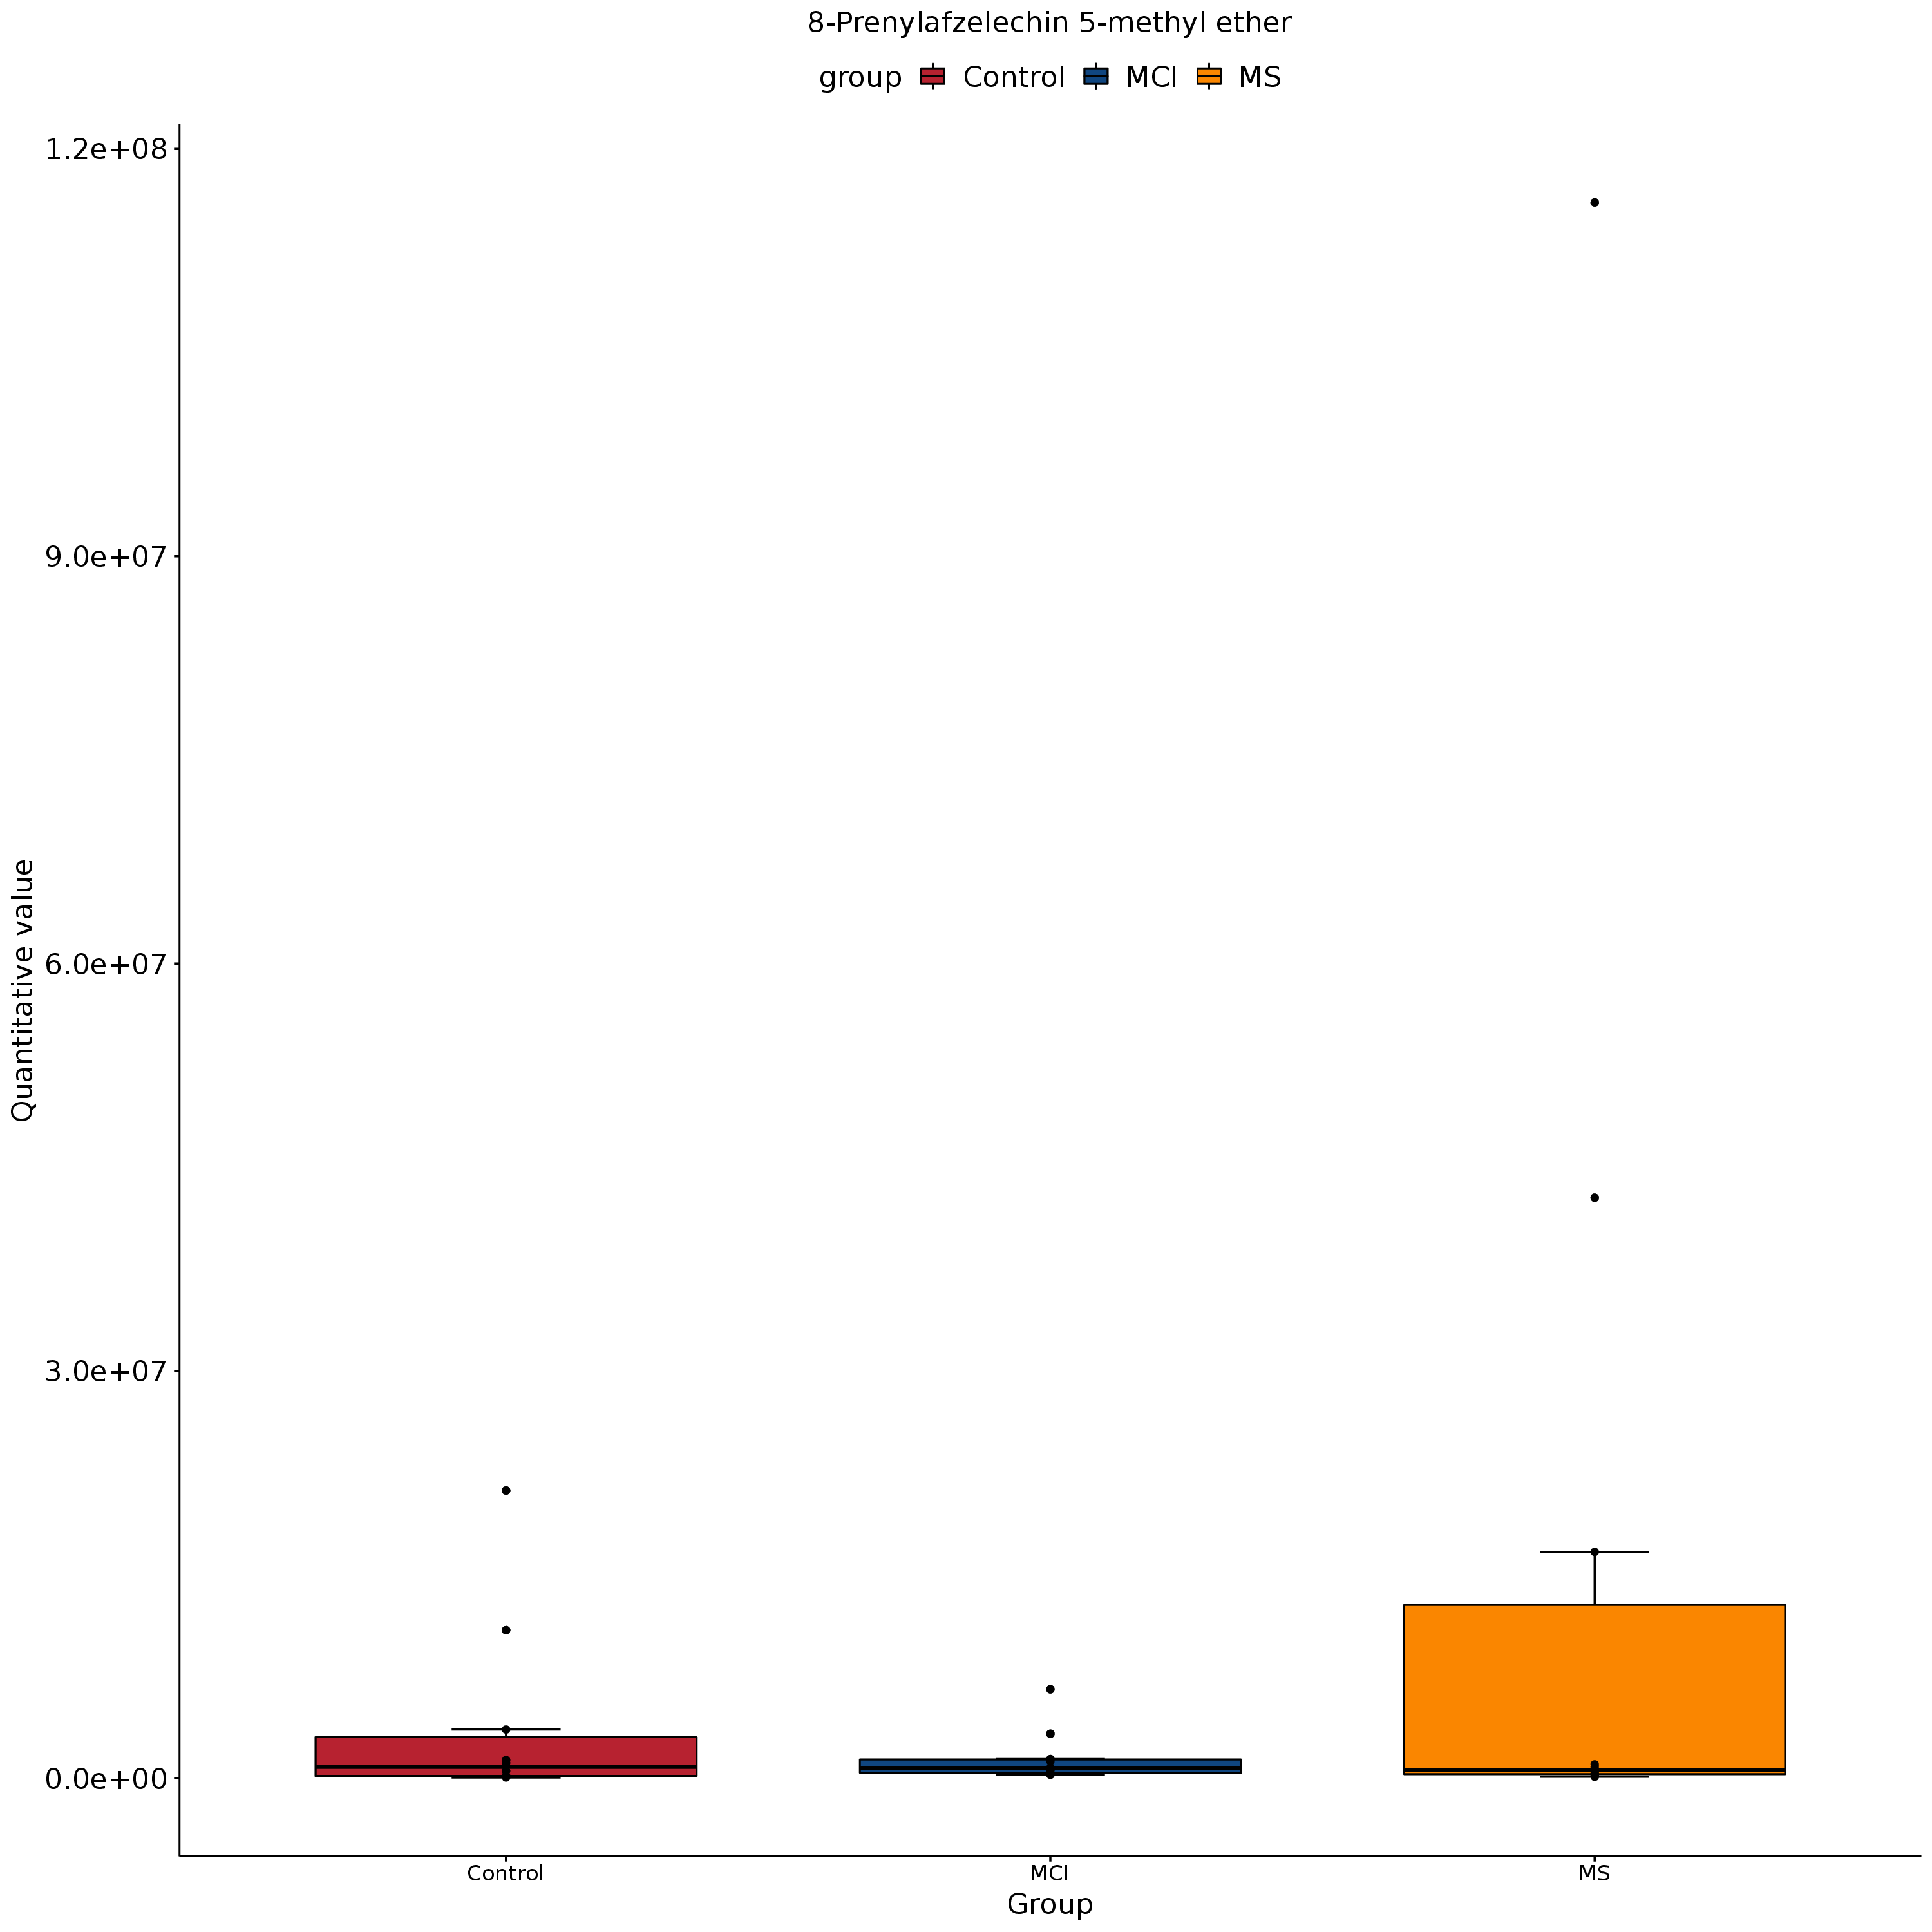 8-Prenylafzelechin 5-methyl ether
group Control MCI MS
1.2e+08
9.0e+07
6.0e+07
3.0e+07
0.0e+00
Quantitative value
Control MCI MS
Group